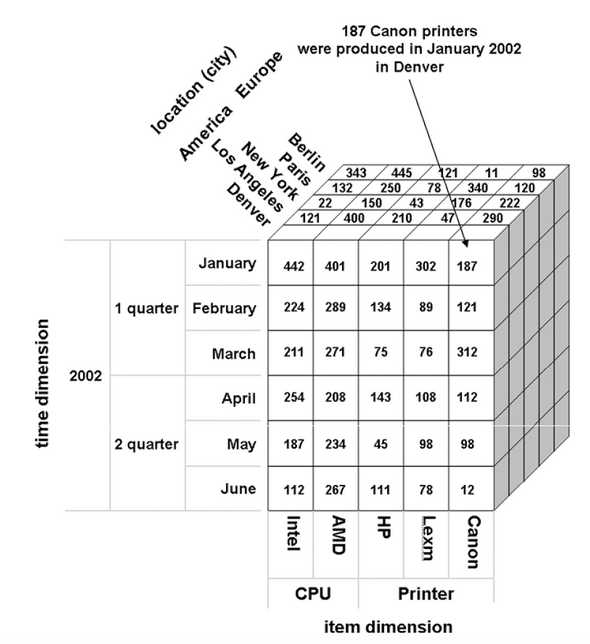 187 Canon printers
were produced in January 2002
in Denver
location (city)
America Europe
Berlin
Paris
New York
Los Angeles
Denver
343 445 121 11 98
132 250 78 340 120
22 150 43 176 222
121 400 210 47 290
time dimension
2002
1 quarter
January 442 401 201 302 187
February 224 289 134 89 121
March 211 271 75 76 312
2 quarter
April 254 208 143 108 112
May 187 234 45 98 98
June 112 267 111 78 12
Intel AMD HP Lexm Canon
CPU Printer
item dimension